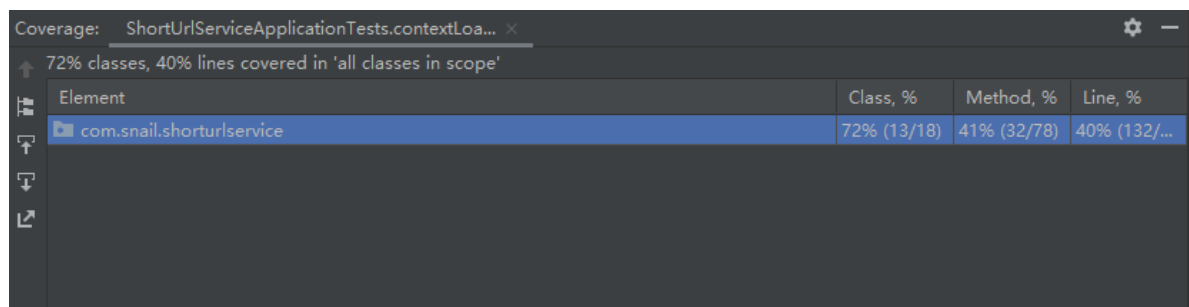 Coverage: ShortUrlServiceApplicationTests.contextLoa...
72% classes, 40% lines covered in 'all classes in scope'
Element Class, % Method, % Line, %
com.snail.shorturlservice 72% (13/18) 41% (32/78) 40% (132/...